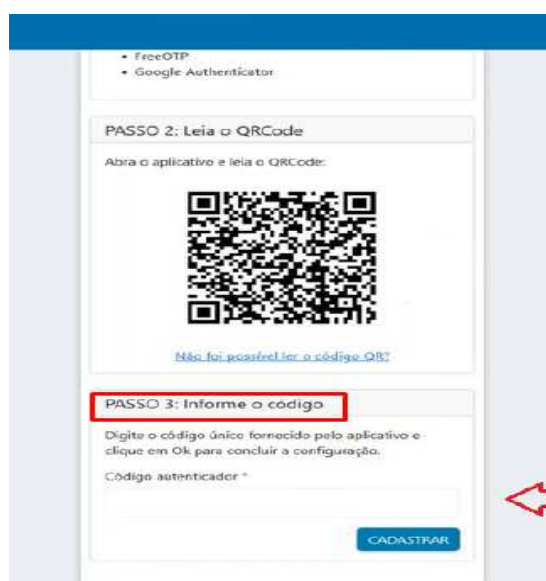 • FreeOTP
• Google Authenticator
PASSO 2: Leia o QRCode
Abra o aplicativo e leia o QRCode:
Não foi possível ler o código QR?
PASSO 3: Informe o código
Digite o código único fornecido pelo aplicativo e
clique em Ok para concluir a configuração.
Código autenticador *
CADASTRAR